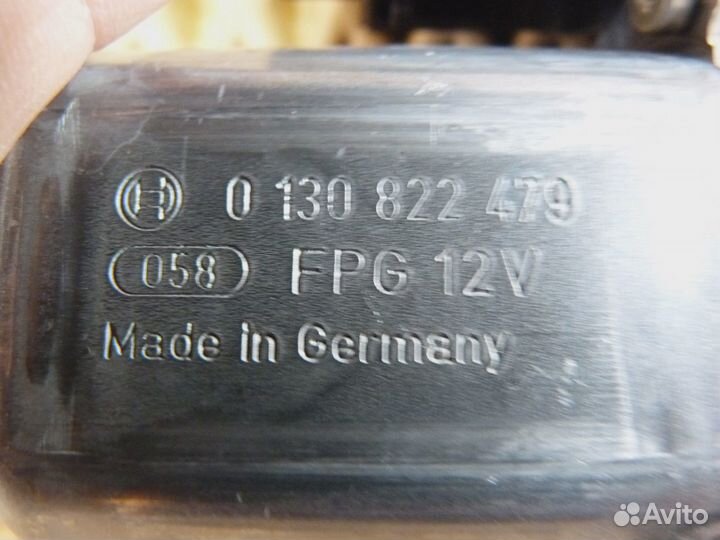 0 130 822 479
058 FPG 12V
Made in Germany
Avito